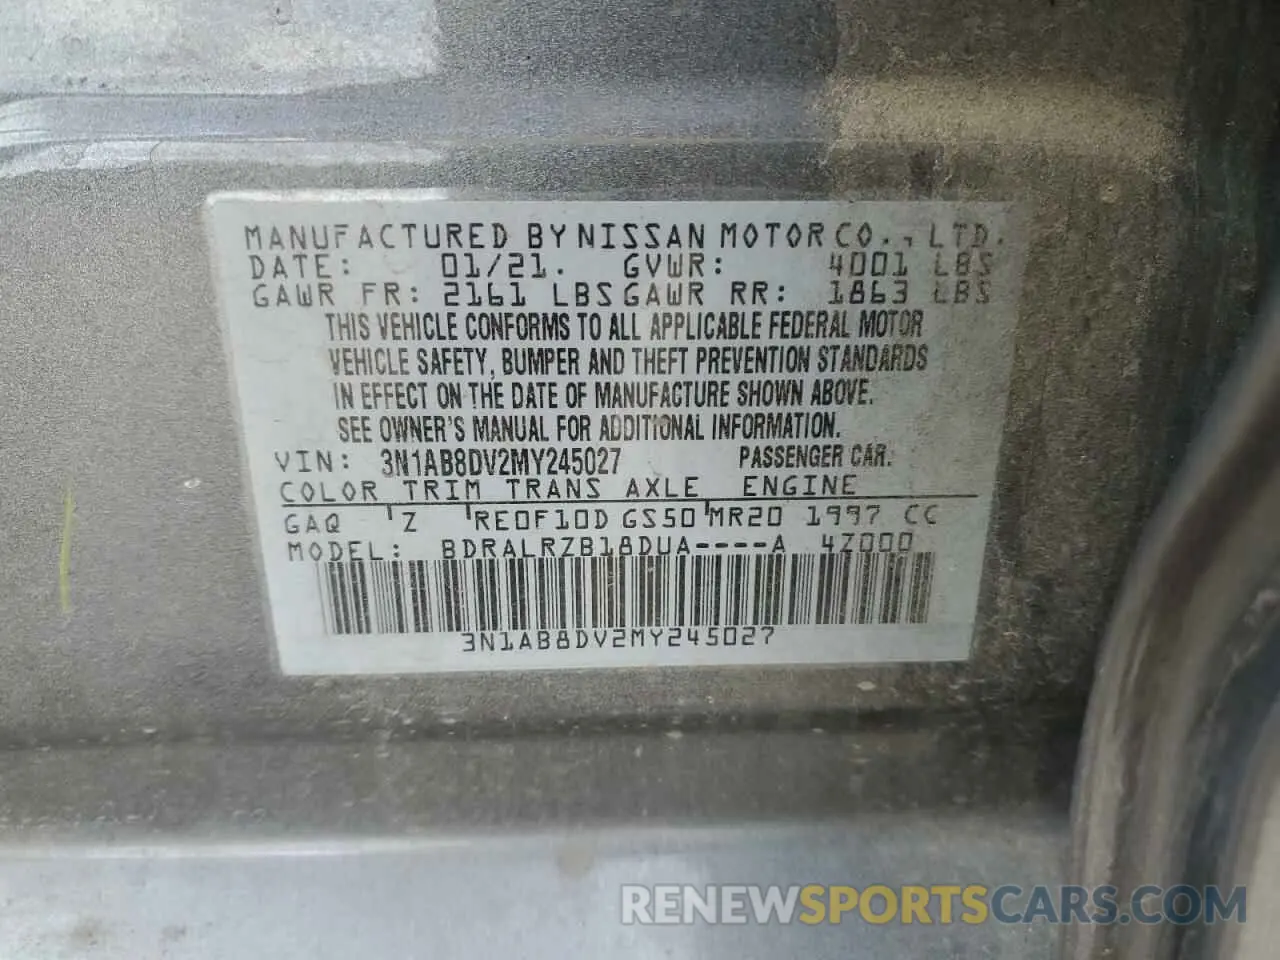 MANUFACTURED BY NISSAN MOTOR CO., LTD.
DATE: 01/21. GVWR: 4001 LBS
GAWR FR: 2161 LBS GAWR RR: 1863 LBS
THIS VEHICLE CONFORMS TO ALL APPLICABLE FEDERAL MOTOR
VEHICLE SAFETY, BUMPER AND THEFT PREVENTION STANDARDS
IN EFFECT ON THE DATE OF MANUFACTURE SHOWN ABOVE.
SEE OWNER'S MANUAL FOR ADDITIONAL INFORMATION.
VIN: 3N1AB8DV2MY245027 PASSENGER CAR.
COLOR TRIM TRANS AXLE ENGINE
GAQ Z RE0F10D GS50 MR20 1997 CC
MODEL: BDRALRZB18DUA----A 4Z000
3N1AB8DV2MY245027
RENEWSPORTSCARS.COM